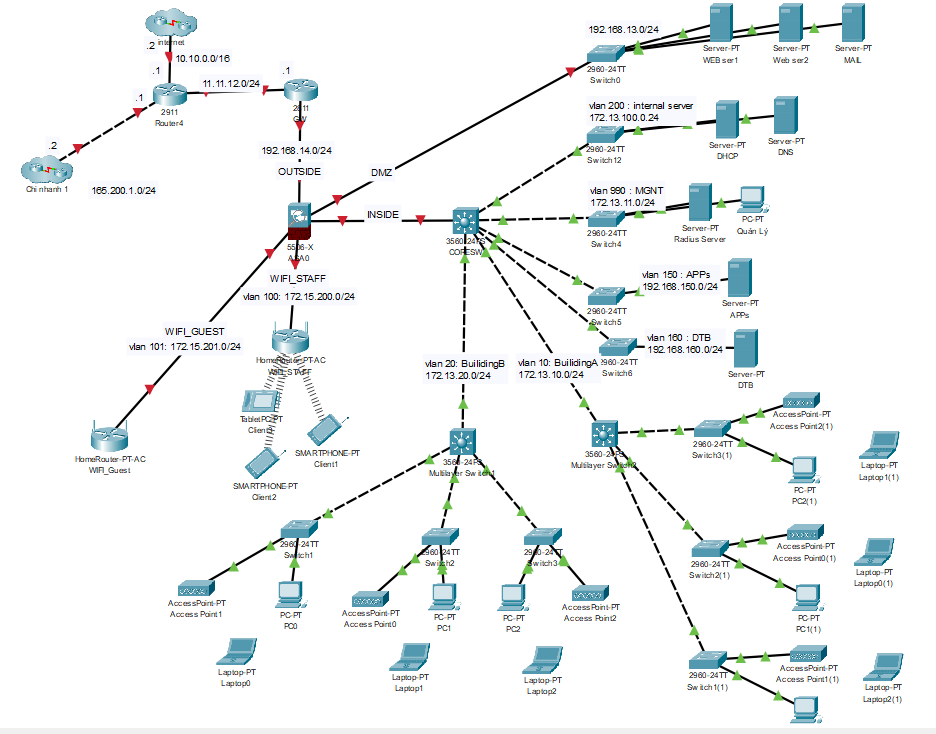 .2
internet
10.10.0.0/16
.1
11.11.12.0/24
.1
.1
2911
Router4
2811
GW
.2
Chi nhanh 1
165.200.1.0/24
192.168.14.0/24
OUTSIDE
DMZ
INSIDE
5506-X
ASA0
192.168.13.0/24
2960-24TT
Switch0
Server-PT
WEB ser1
Server-PT
Web ser2
Server-PT
MAIL
vlan 200 : internal server
172.13.100.0.24
2960-24TT
Switch12
Server-PT
DHCP
Server-PT
DNS
vlan 990 : MGNT
172.13.11.0/24
2960-24TT
Switch4
Server-PT
Radius Server
PC-PT
Quản Lý
3560-24PS
CORESW
vlan 150 : APPs
192.168.150.0/24
2960-24TT
Switch5
Server-PT
APPs
vlan 160 : DTB
192.168.160.0/24
2960-24TT
Switch6
Server-PT
DTB
WIFI_STAFF
vlan 100: 172.15.200.0/24
WIFI_GUEST
vlan 101: 172.15.201.0/24
HomeRouter-PT-AC
WIFI_STAFF
TabletPC-PT
SMARTPHONE-PT
Client1
SMARTPHONE-PT
Client2
HomeRouter-PT-AC
WIFI_Guest
vlan 20: BuilidingB
172.13.20.0/24
vlan 10: BuilidingA
172.13.10.0/24
3560-24PS
Multilayer Switch1
3560-24PS
Multilayer Switch2
2960-24TT
Switch1
2960-24TT
Switch2
2960-24TT
Switch3
AccessPoint-PT
Access Point1
PC-PT
PC0
AccessPoint-PT
Access Point0
PC-PT
PC1
PC-PT
PC2
AccessPoint-PT
Access Point2
Laptop-PT
Laptop0
Laptop-PT
Laptop1
Laptop-PT
Laptop2
AccessPoint-PT
Access Point2(1)
2960-24TT
Switch3(1)
PC-PT
PC2(1)
Laptop-PT
Laptop1(1)
AccessPoint-PT
Access Point0(1)
2960-24TT
Switch2(1)
PC-PT
PC1(1)
Laptop-PT
Laptop0(1)
AccessPoint-PT
Access Point1(1)
2960-24TT
Switch1(1)
Laptop-PT
Laptop2(1)